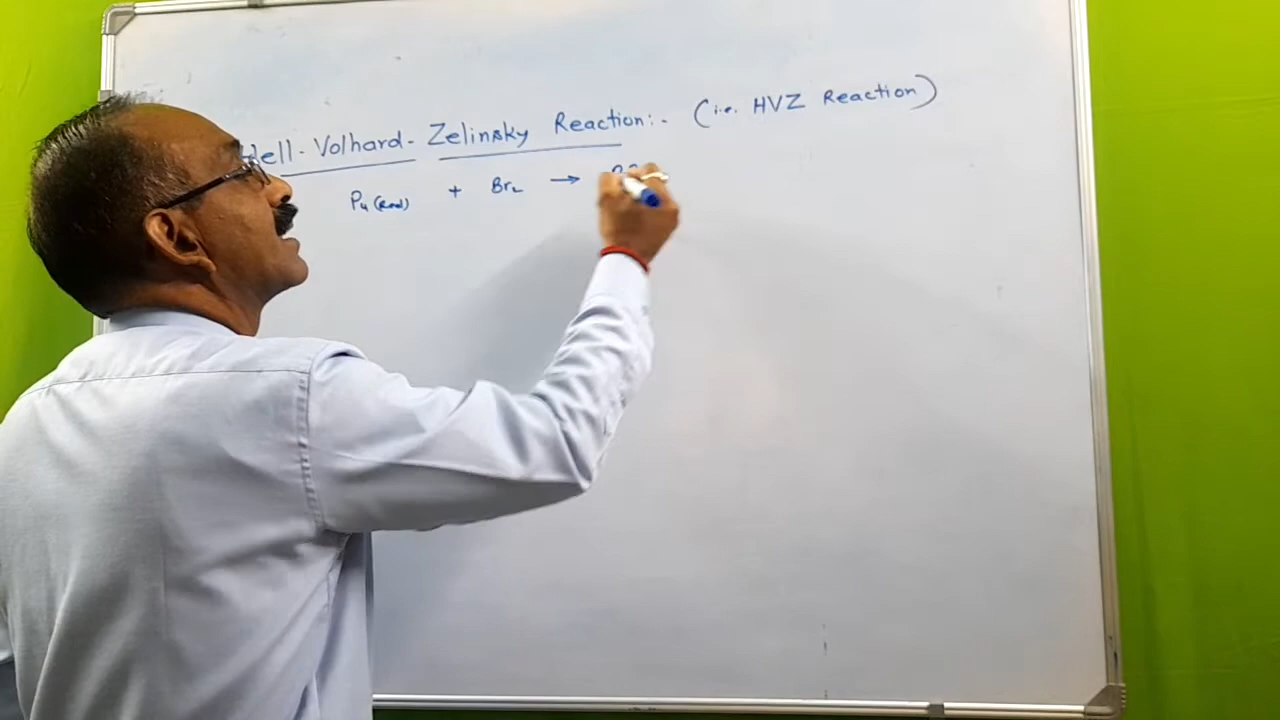 Hell - Volhard - Zelinsky Reaction :- (i.e. HVZ Reaction)
P₄ (Red) + Br₂ →